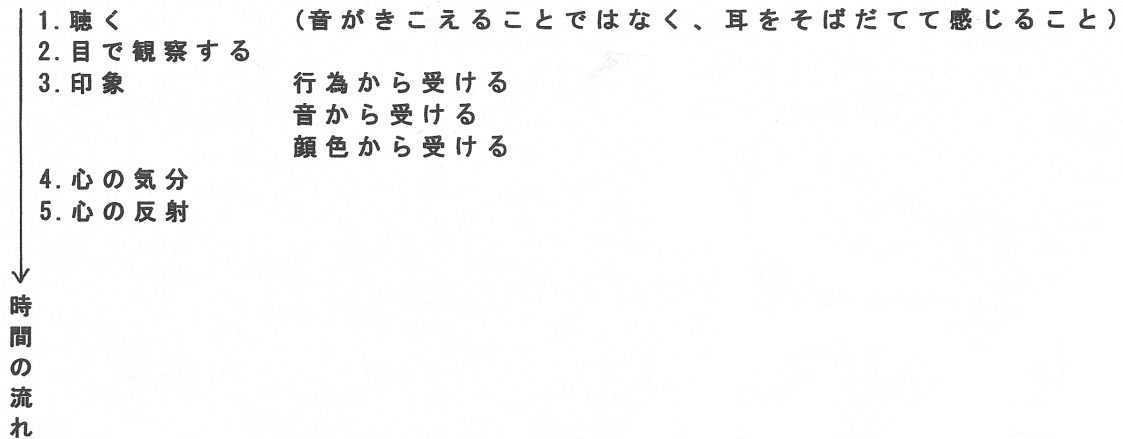 1.聴く　(音がきこえることではなく、耳をそばだてて感じること)
2.目で観察する
3.印象　行為から受ける
音から受ける
顔色から受ける
4.心の気分
5.心の反射
時間の流れ